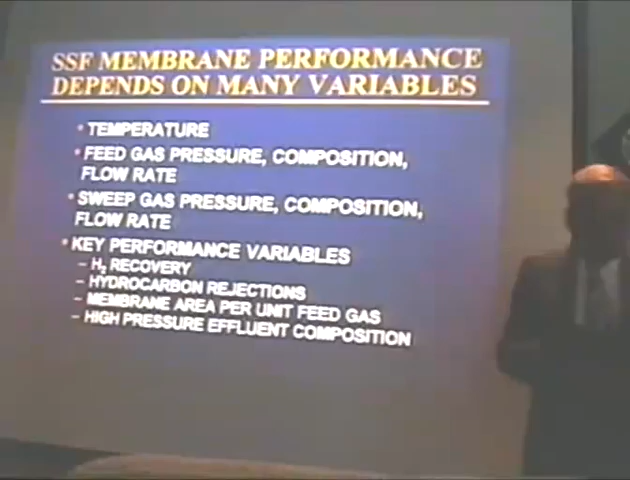 SSF MEMBRANE PERFORMANCE
DEPENDS ON MANY VARIABLES
• TEMPERATURE
• FEED GAS PRESSURE, COMPOSITION,
FLOW RATE
• SWEEP GAS PRESSURE, COMPOSITION,
FLOW RATE
• KEY PERFORMANCE VARIABLES
– H₂ RECOVERY
– HYDROCARBON REJECTIONS
– MEMBRANE AREA PER UNIT FEED GAS
– HIGH PRESSURE EFFLUENT COMPOSITION